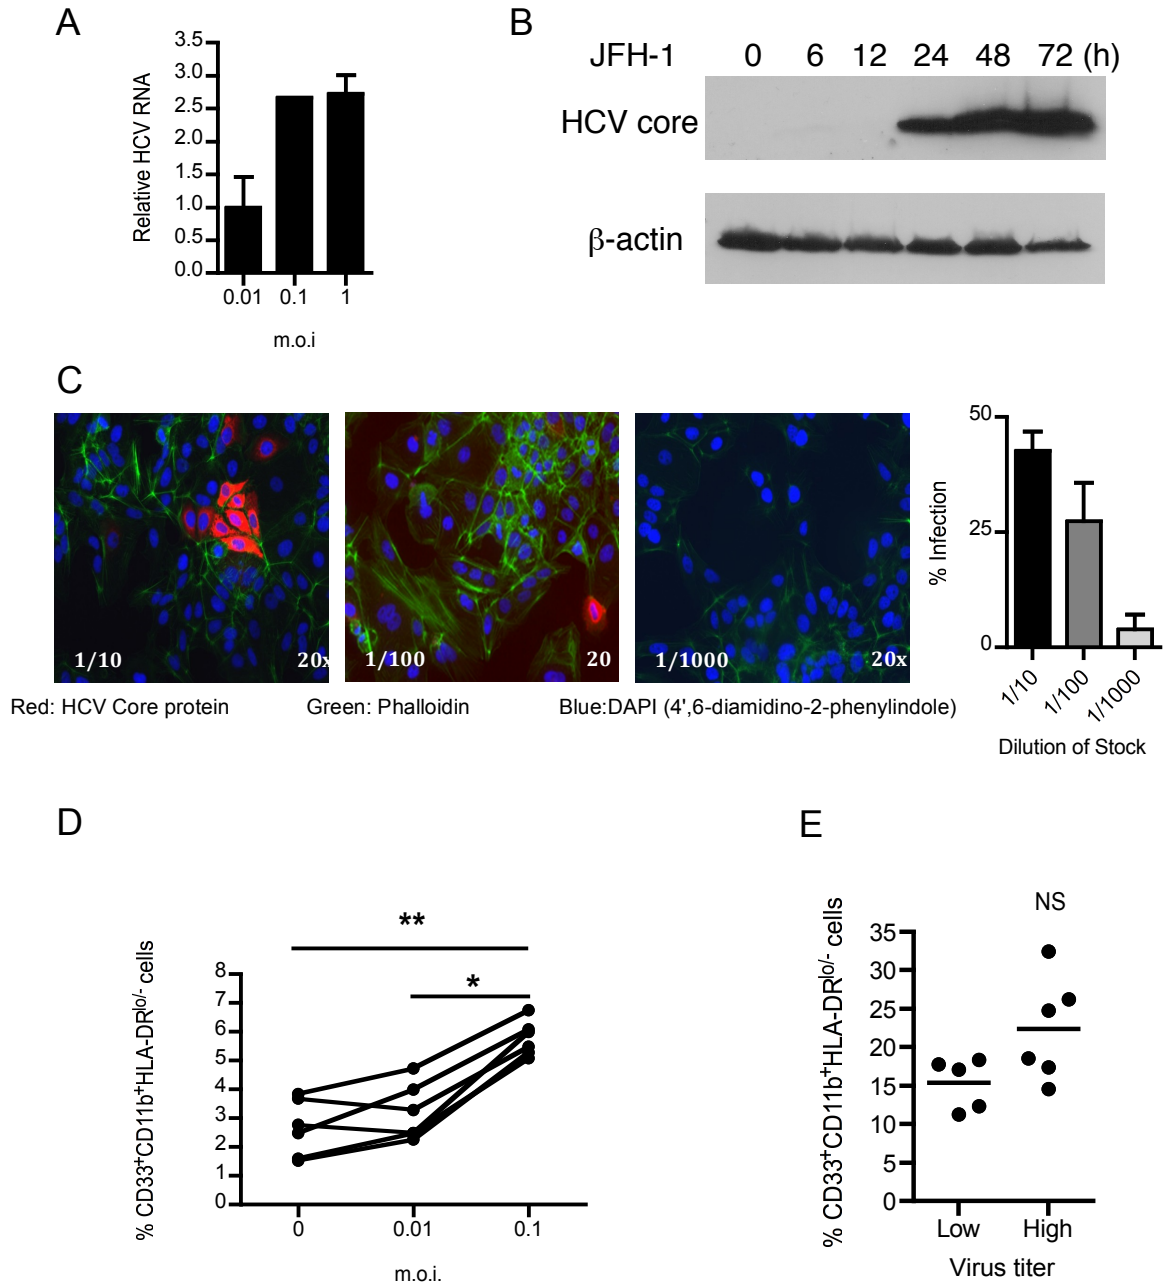 A
3.5
3.0
2.5
2.0
1.5
1.0
0.5
0.0
Relative HCV RNA
0.01 0.1 1
m.o.i
B
JFH-1 0 6 12 24 48 72 (h)
HCV core
β-actin
C
1/10 20x
1/100 20
1/1000 20x
Red: HCV Core protein Green: Phalloidin Blue:DAPI (4',6-diamidino-2-phenylindole)
50
25
0
% Infection
1/10 1/100 1/1000
Dilution of Stock
D
**
*
8
7
6
5
4
3
2
1
0
% CD33+CD11b+HLA-DRlo/- cells
0 0.01 0.1
m.o.i.
E
NS
35
30
25
20
15
10
5
0
% CD33+CD11b+HLA-DRlo/- cells
Low High
Virus titer